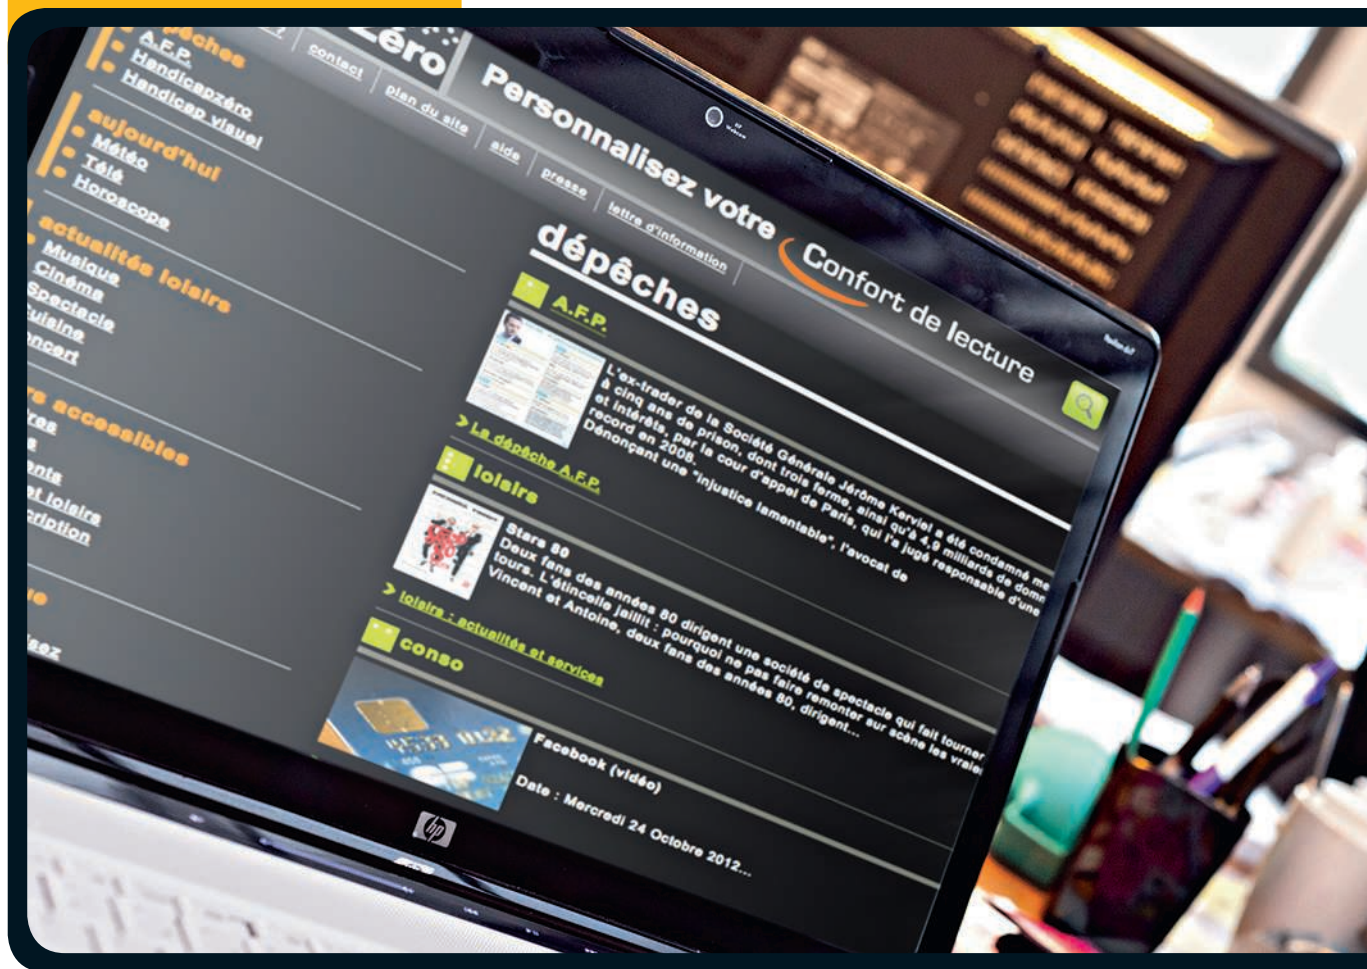 Zéro
Personnalisez votre Confort de lecture
contact
plan du site
aide
presse
lettre d'information
A.F.P.
Handicapzéro
Handicap visuel
aujourd'hui
Météo
Télé
Horoscope
actualités loisirs
Musique
Cinéma
Spectacle
accessibles
et loisirs
dépêches
A.F.P.
L'ex-trader de la Société Générale Jérôme Kerviel a été condamné
à cinq ans de prison, dont trois ferme, ainsi qu'à 4,9 milliards de
et intérêts, par la cour d'appel de Paris, qui l'a jugé responsable d'une
record en 2008.
Dénonçant une "injustice lamentable", l'avocat de
La dépêche A.F.P.
loisirs
Stars 80
Deux fans des années 80 dirigent une société de spectacle qui fait tourner
tours. L'étincelle jaillit : pourquoi ne pas faire remonter sur scène les
Vincent et Antoine, deux fans des années 80, dirigent...
loisirs : actualités et services
conso
Facebook (vidéo)
Date : Mercredi 24 Octobre 2012...
hp